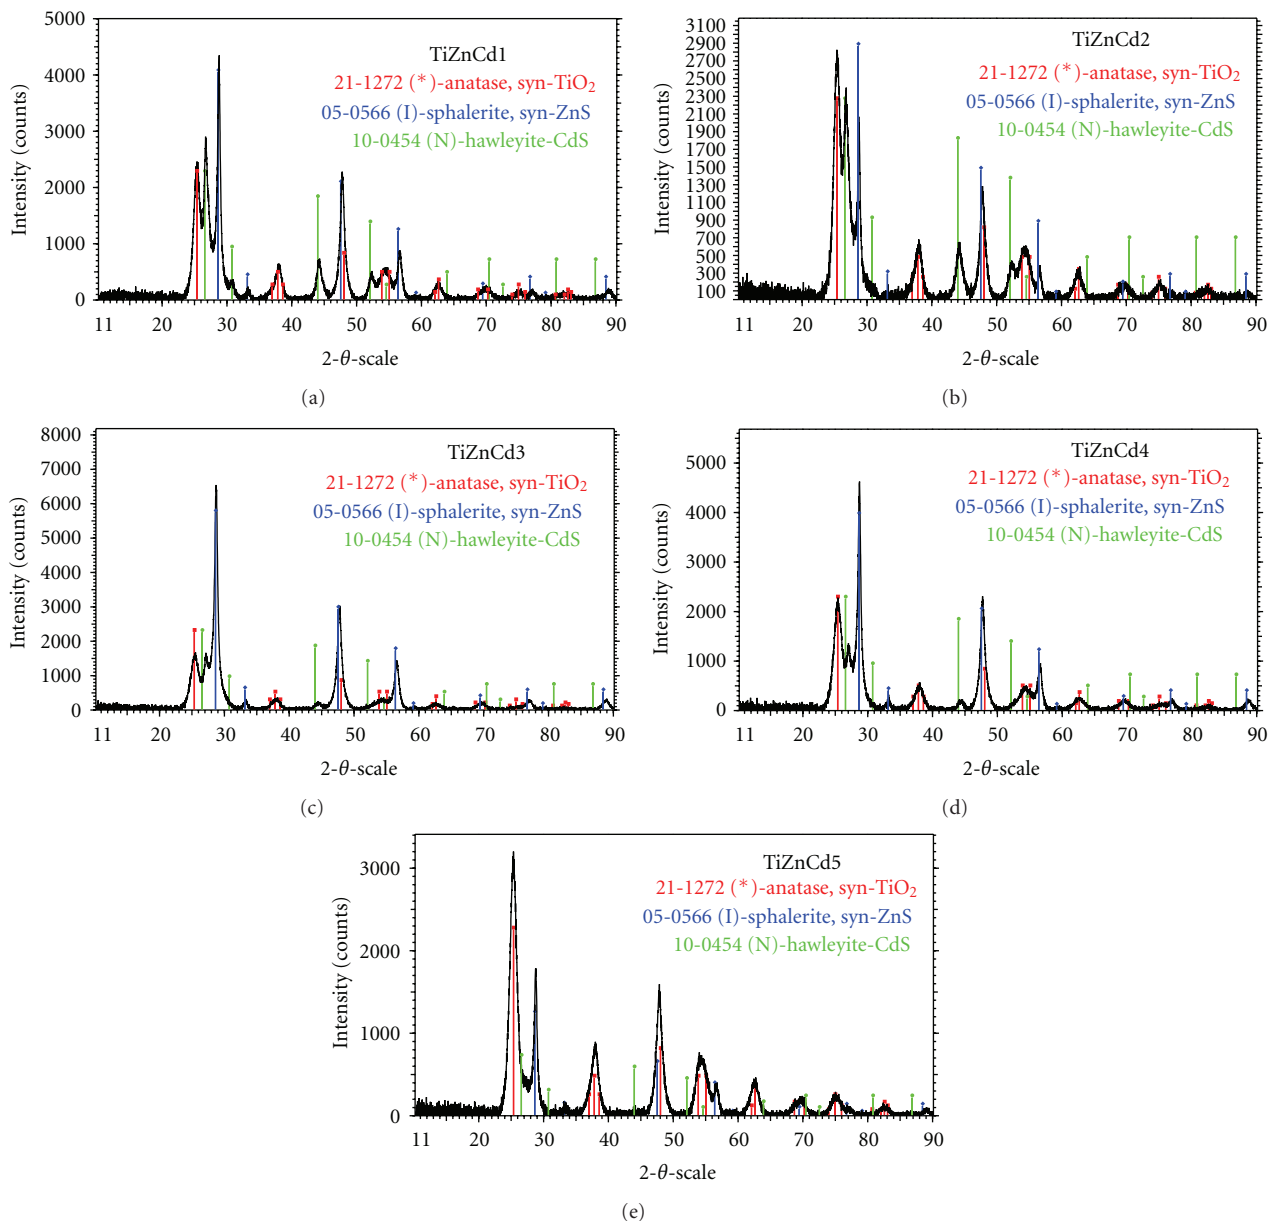 TiZnCd1
21-1272 (*)-anatase, syn-TiO2
05-0566 (I)-sphalerite, syn-ZnS
10-0454 (N)-hawleyite-CdS
Intensity (counts)
5000
4000
3000
2000
1000
0
11 20 30 40 50 60 70 80 90
2-θ-scale
(a)
TiZnCd2
21-1272 (*)-anatase, syn-TiO2
05-0566 (I)-sphalerite, syn-ZnS
10-0454 (N)-hawleyite-CdS
Intensity (counts)
3100
2900
2700
2500
2300
2100
1900
1700
1500
1300
1100
900
700
500
300
100
11 20 30 40 50 60 70 80 90
2-θ-scale
(b)
TiZnCd3
21-1272 (*)-anatase, syn-TiO2
05-0566 (I)-sphalerite, syn-ZnS
10-0454 (N)-hawleyite-CdS
Intensity (counts)
8000
7000
6000
5000
4000
3000
2000
1000
0
11 20 30 40 50 60 70 80 90
2-θ-scale
(c)
TiZnCd4
21-1272 (*)-anatase, syn-TiO2
05-0566 (I)-sphalerite, syn-ZnS
10-0454 (N)-hawleyite-CdS
Intensity (counts)
5000
4000
3000
2000
1000
0
11 20 30 40 50 60 70 80 90
2-θ-scale
(d)
TiZnCd5
21-1272 (*)-anatase, syn-TiO2
05-0566 (I)-sphalerite, syn-ZnS
10-0454 (N)-hawleyite-CdS
Intensity (counts)
3000
2000
1000
0
11 20 30 40 50 60 70 80 90
2-θ-scale
(e)